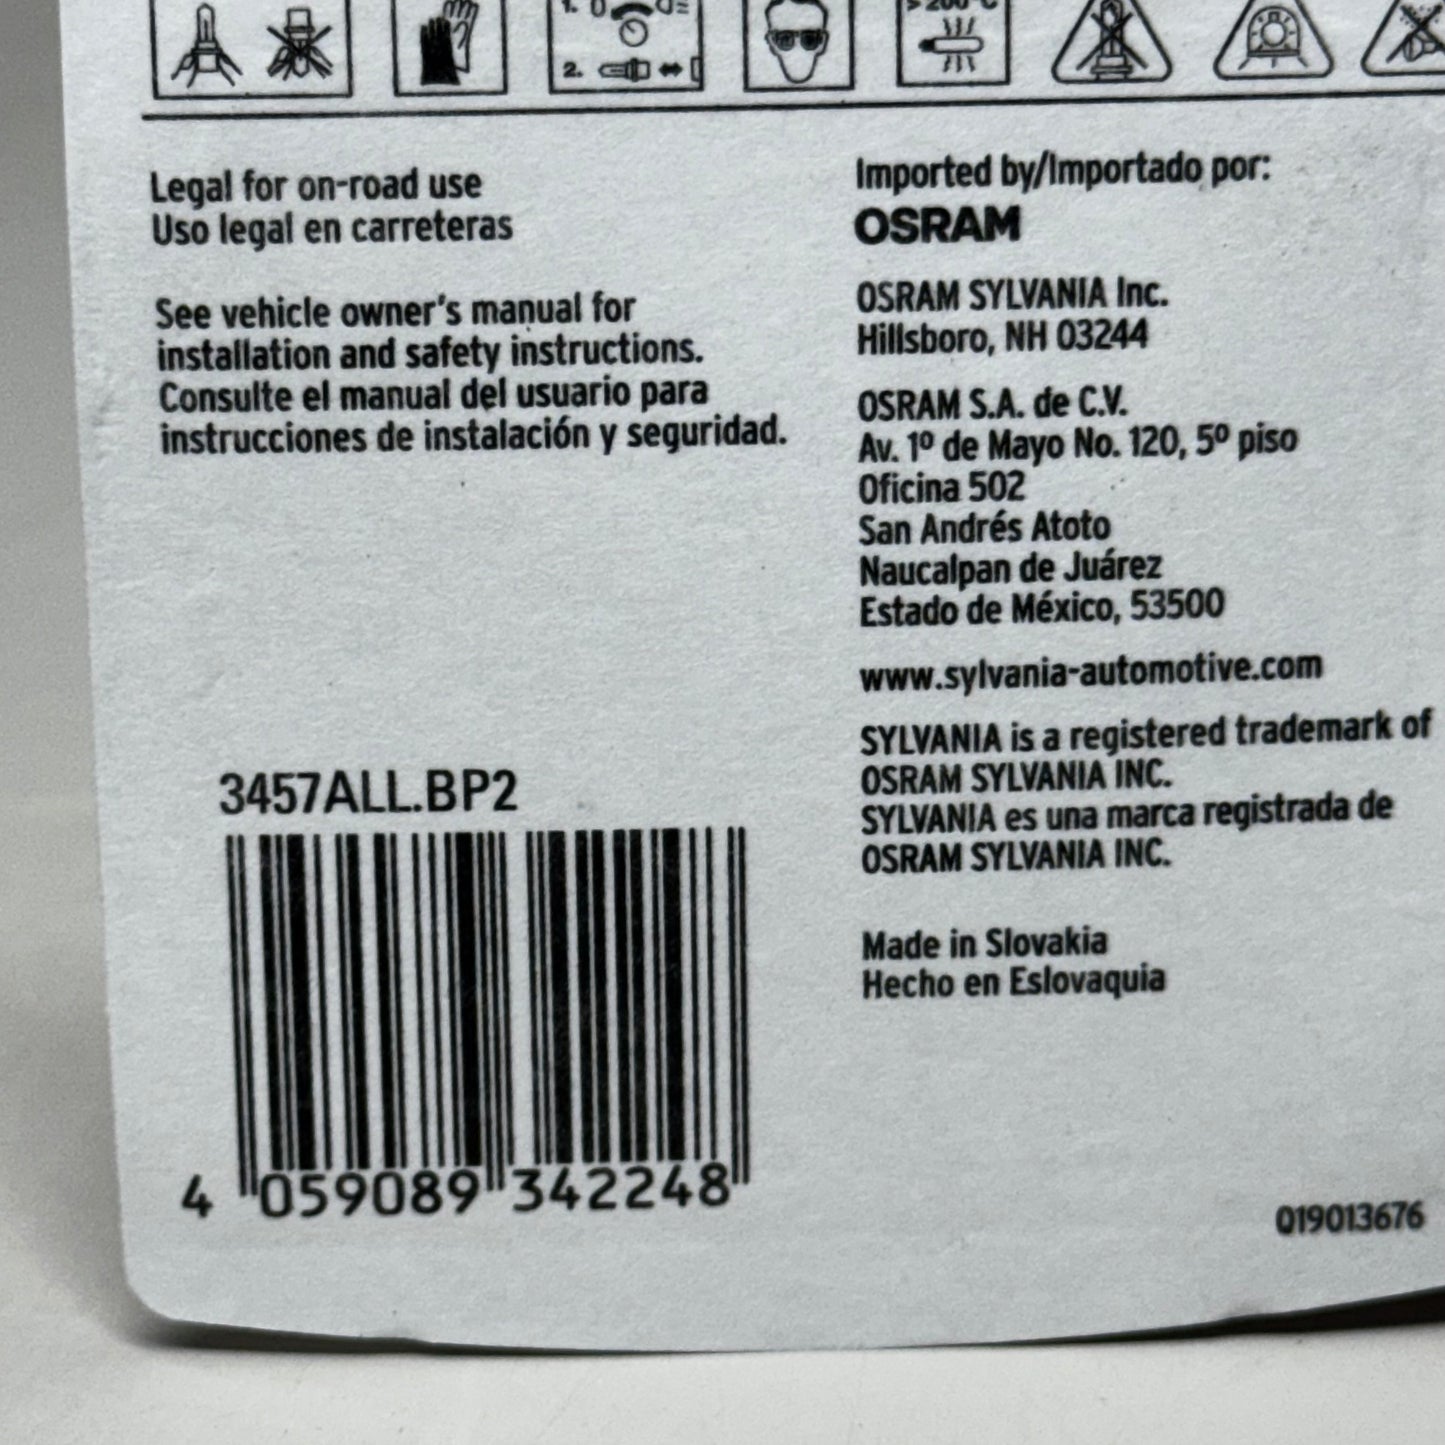 1.
2.
> 200°C
Legal for on-road use
Uso legal en carreteras
See vehicle owner's manual for
installation and safety instructions.
Consulte el manual del usuario para
instrucciones de instalación y seguridad.
3457ALL.BP2
4 059089 342248
Imported by/Importado por:
OSRAM
OSRAM SYLVANIA Inc.
Hillsboro, NH 03244
OSRAM S.A. de C.V.
Av. 1º de Mayo No. 120, 5º piso
Oficina 502
San Andrés Atoto
Naucalpan de Juárez
Estado de México, 53500
www.sylvania-automotive.com
SYLVANIA is a registered trademark of
OSRAM SYLVANIA INC.
SYLVANIA es una marca registrada de
OSRAM SYLVANIA INC.
Made in Slovakia
Hecho en Eslovaquia
019013676